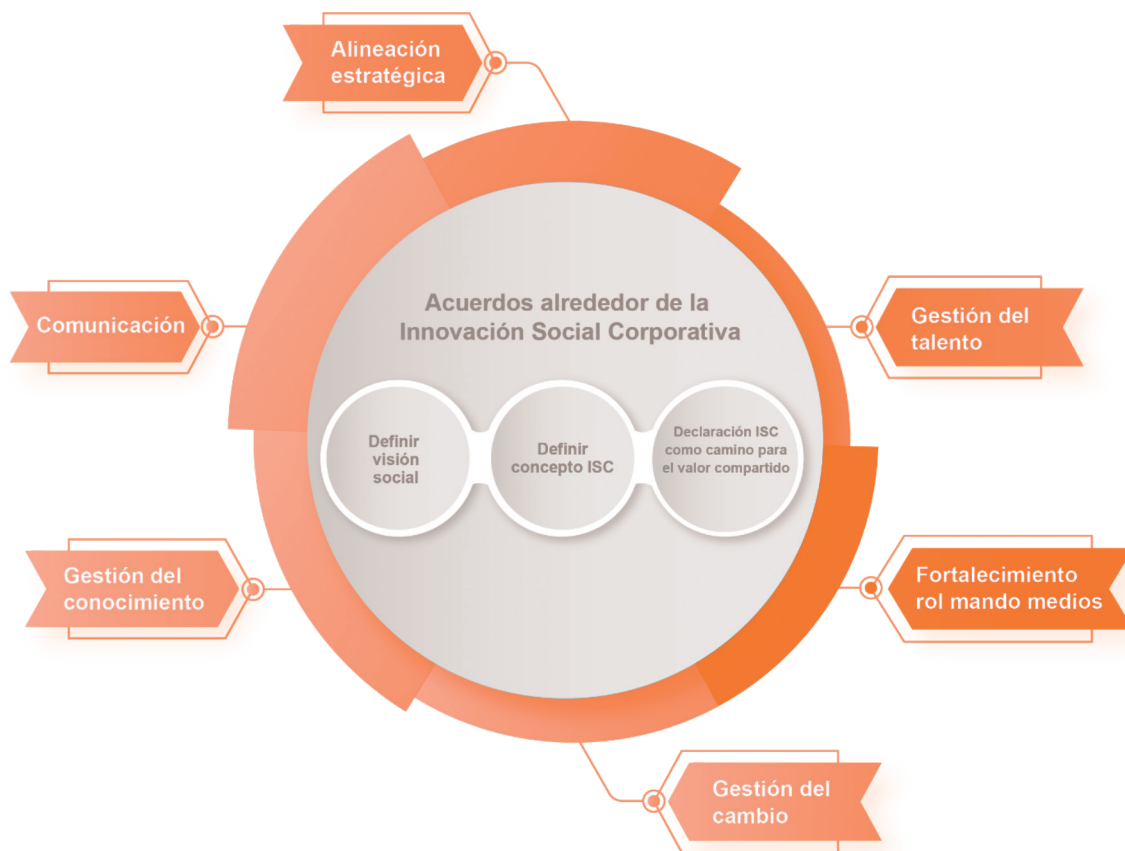 Alineación
estratégica
Acuerdos alrededor de la
Innovación Social Corporativa
Comunicación
Gestión del
talento
Definir
visión
social
Definir
concepto ISC
Declaración ISC
como camino para
el valor compartido
Gestión del
conocimiento
Fortalecimiento
rol mando medios
Gestión del
cambio